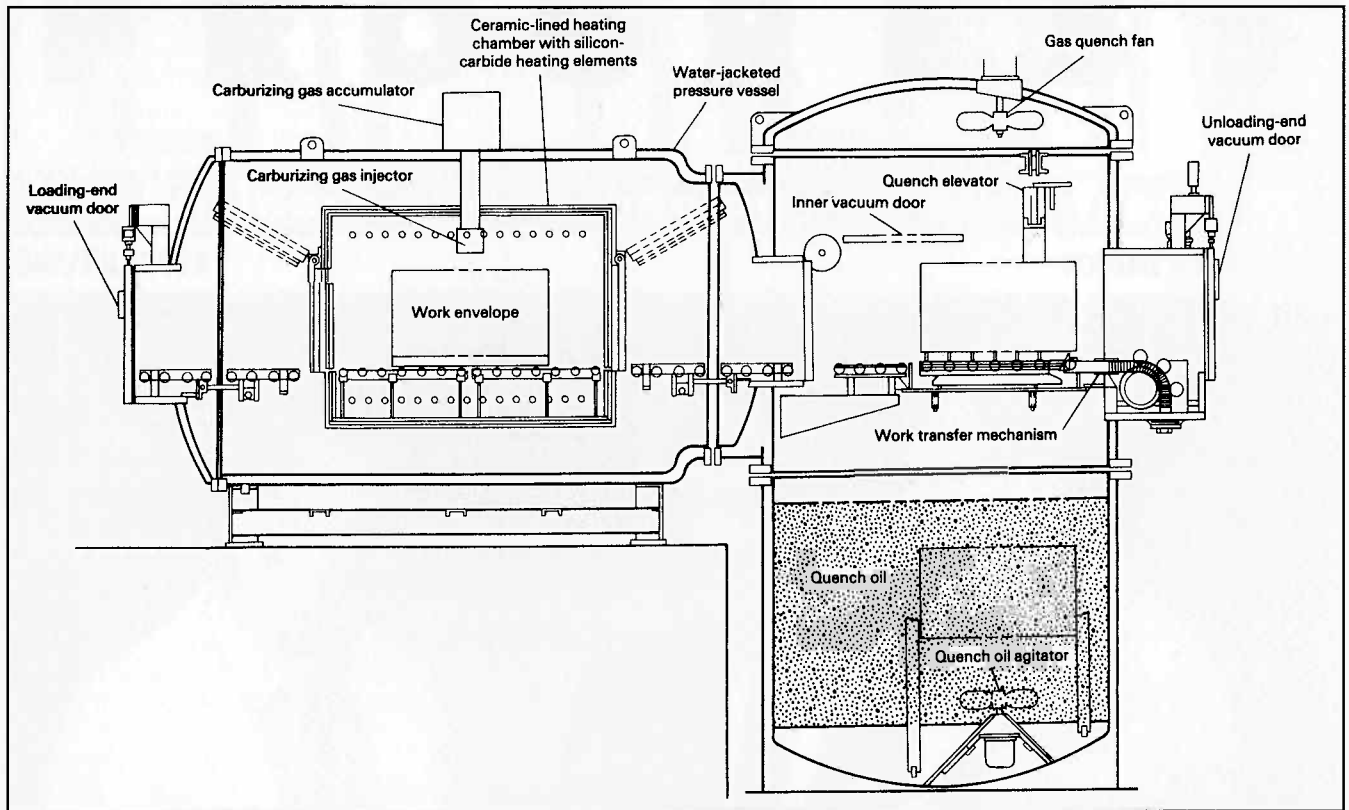 Ceramic-lined heating
chamber with silicon-
carbide heating elements
Gas quench fan
Carburizing gas accumulator
Water-jacketed
pressure vessel
Unloading-end
vacuum door
Loading-end
vacuum door
Carburizing gas injector
Quench elevator
Inner vacuum door
Work envelope
Work transfer mechanism
Quench oil
Quench oil agitator